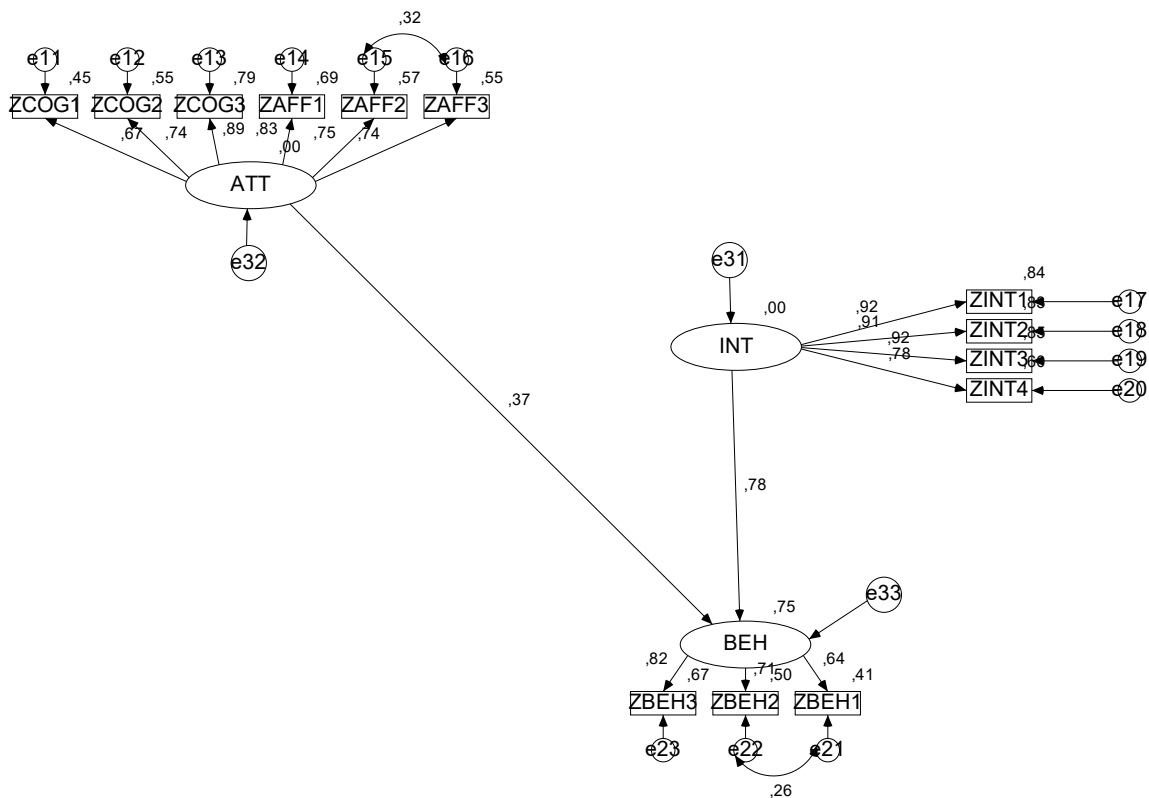 ,32
e11 e12 e13 e14 e15 e16
,45 ,55 ,79 ,69 ,57 ,55
ZCOG1 ZCOG2 ZCOG3 ZAFF1 ZAFF2 ZAFF3
,67 ,74 ,89 ,83 ,75 ,74
,00
ATT
e32
e31
,84
,00
,92
ZINT1 e17
,91
ZINT2 e18
,92
ZINT3 e19
,78
ZINT4 e20
INT
,37
,78
e33
,75
BEH
,82 ,71 ,64
,67 ,50 ,41
ZBEH3 ZBEH2 ZBEH1
e23 e22 e21
,26